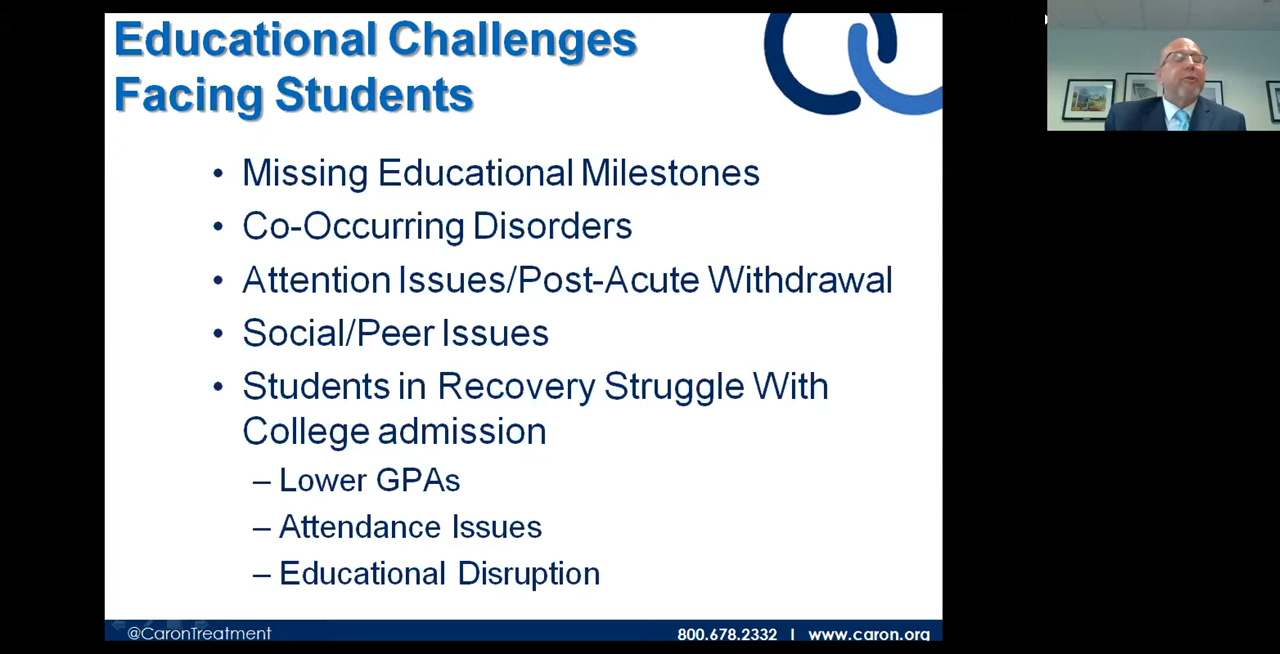 Educational Challenges
Facing Students
• Missing Educational Milestones
• Co-Occurring Disorders
• Attention Issues/Post-Acute Withdrawal
• Social/Peer Issues
• Students in Recovery Struggle With
College admission
– Lower GPAs
– Attendance Issues
– Educational Disruption
@CaronTreatment 800.678.2332 | www.caron.org